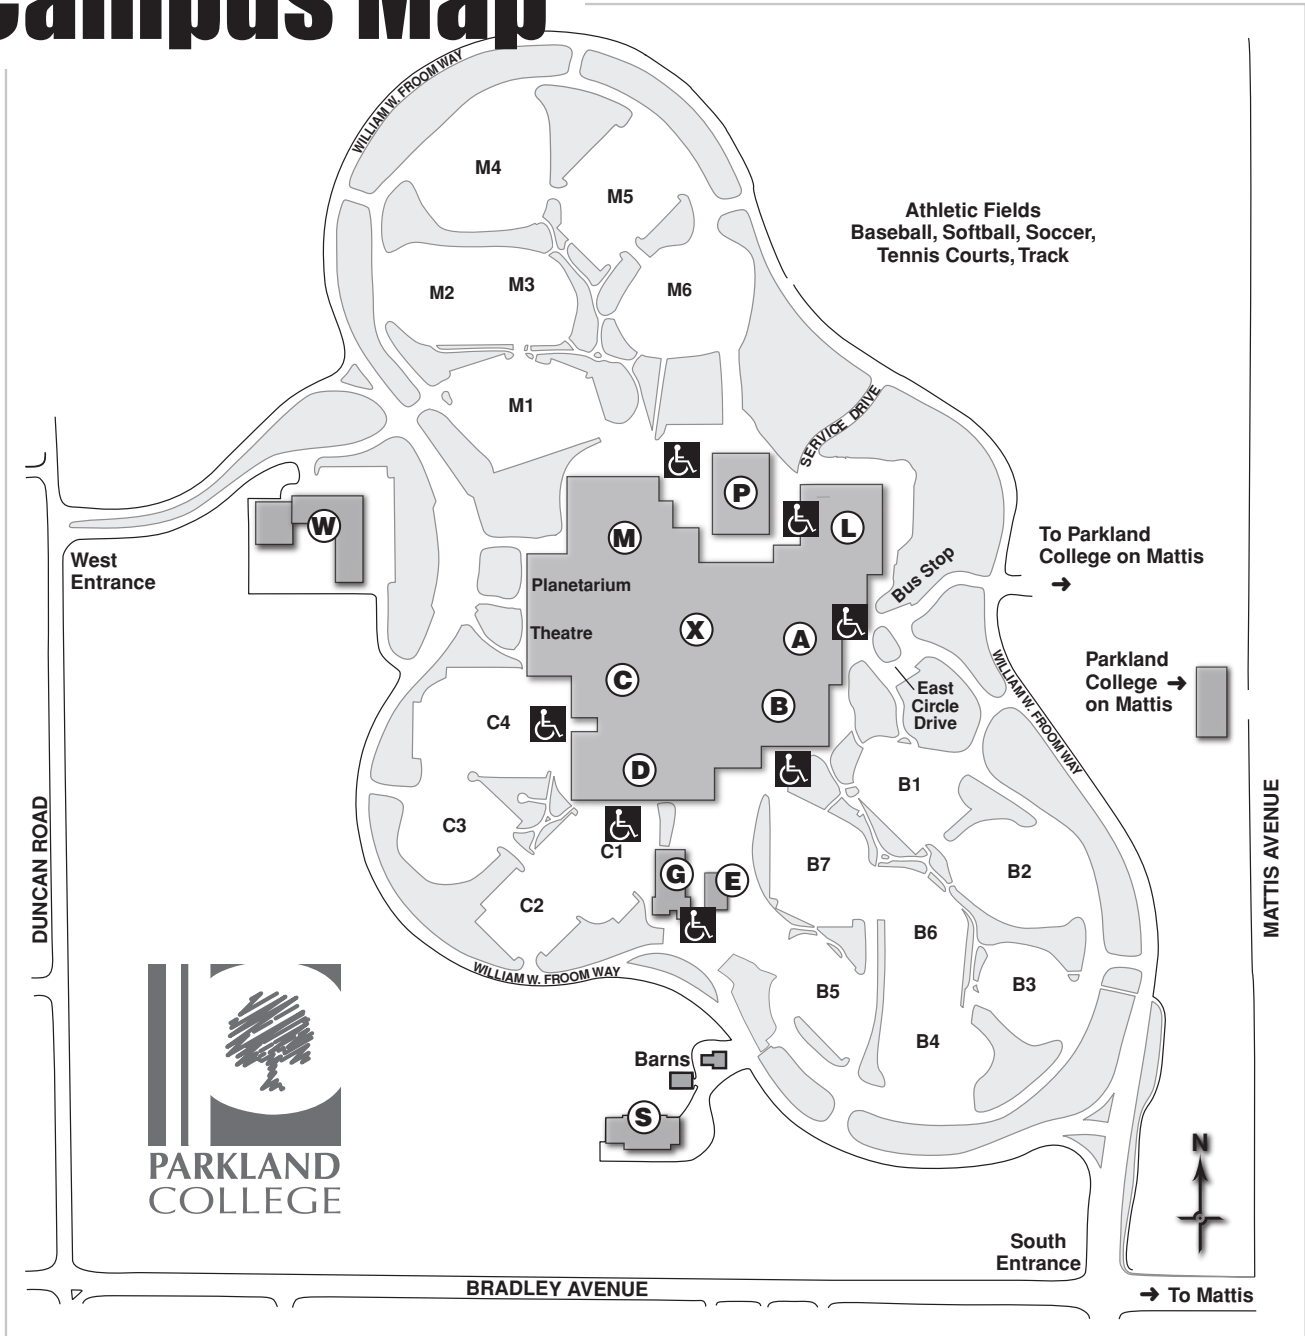 Campus Map
WILLIAM W. FROOM WAY
M4
M5
Athletic Fields
Baseball, Softball, Soccer,
Tennis Courts, Track
M2
M3
M6
M1
SERVICE DRIVE
P
L
W
M
West
Entrance
To Parkland
College on Mattis
Bus Stop
Planetarium
Theatre
X
A
C
B
WILLIAM W. FROOM WAY
Parkland
College
on Mattis
East
Circle
Drive
C4
D
B1
C3
C1
G
E
B7
B2
C2
B6
DUNCAN ROAD
MATTIS AVENUE
WILLIAM W. FROOM WAY
B5
B3
B4
Barns
S
PARKLAND
COLLEGE
N
South
Entrance
BRADLEY AVENUE
To Mattis